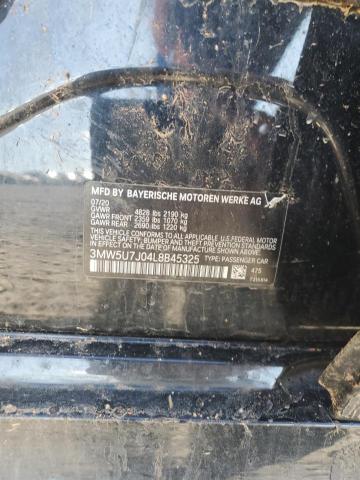 MFD BY BAYERISCHE MOTOREN WERKE AG
07/20
GVWR 4828 lbs 2190 kg
GAWR FRONT 2359 lbs 1070 kg
GAWR REAR 2690 lbs 1220 kg
THIS VEHICLE CONFORMS TO ALL APPLICABLE U.S. FEDERAL MOTOR
VEHICLE SAFETY, BUMPER, AND THEFT PREVENTION STANDARDS
IN EFFECT ON THE DATE OF MANUFACTURE SHOWN ABOVE.
3MW5U7J04L8B45325 TYPE: PASSENGER CAR
475